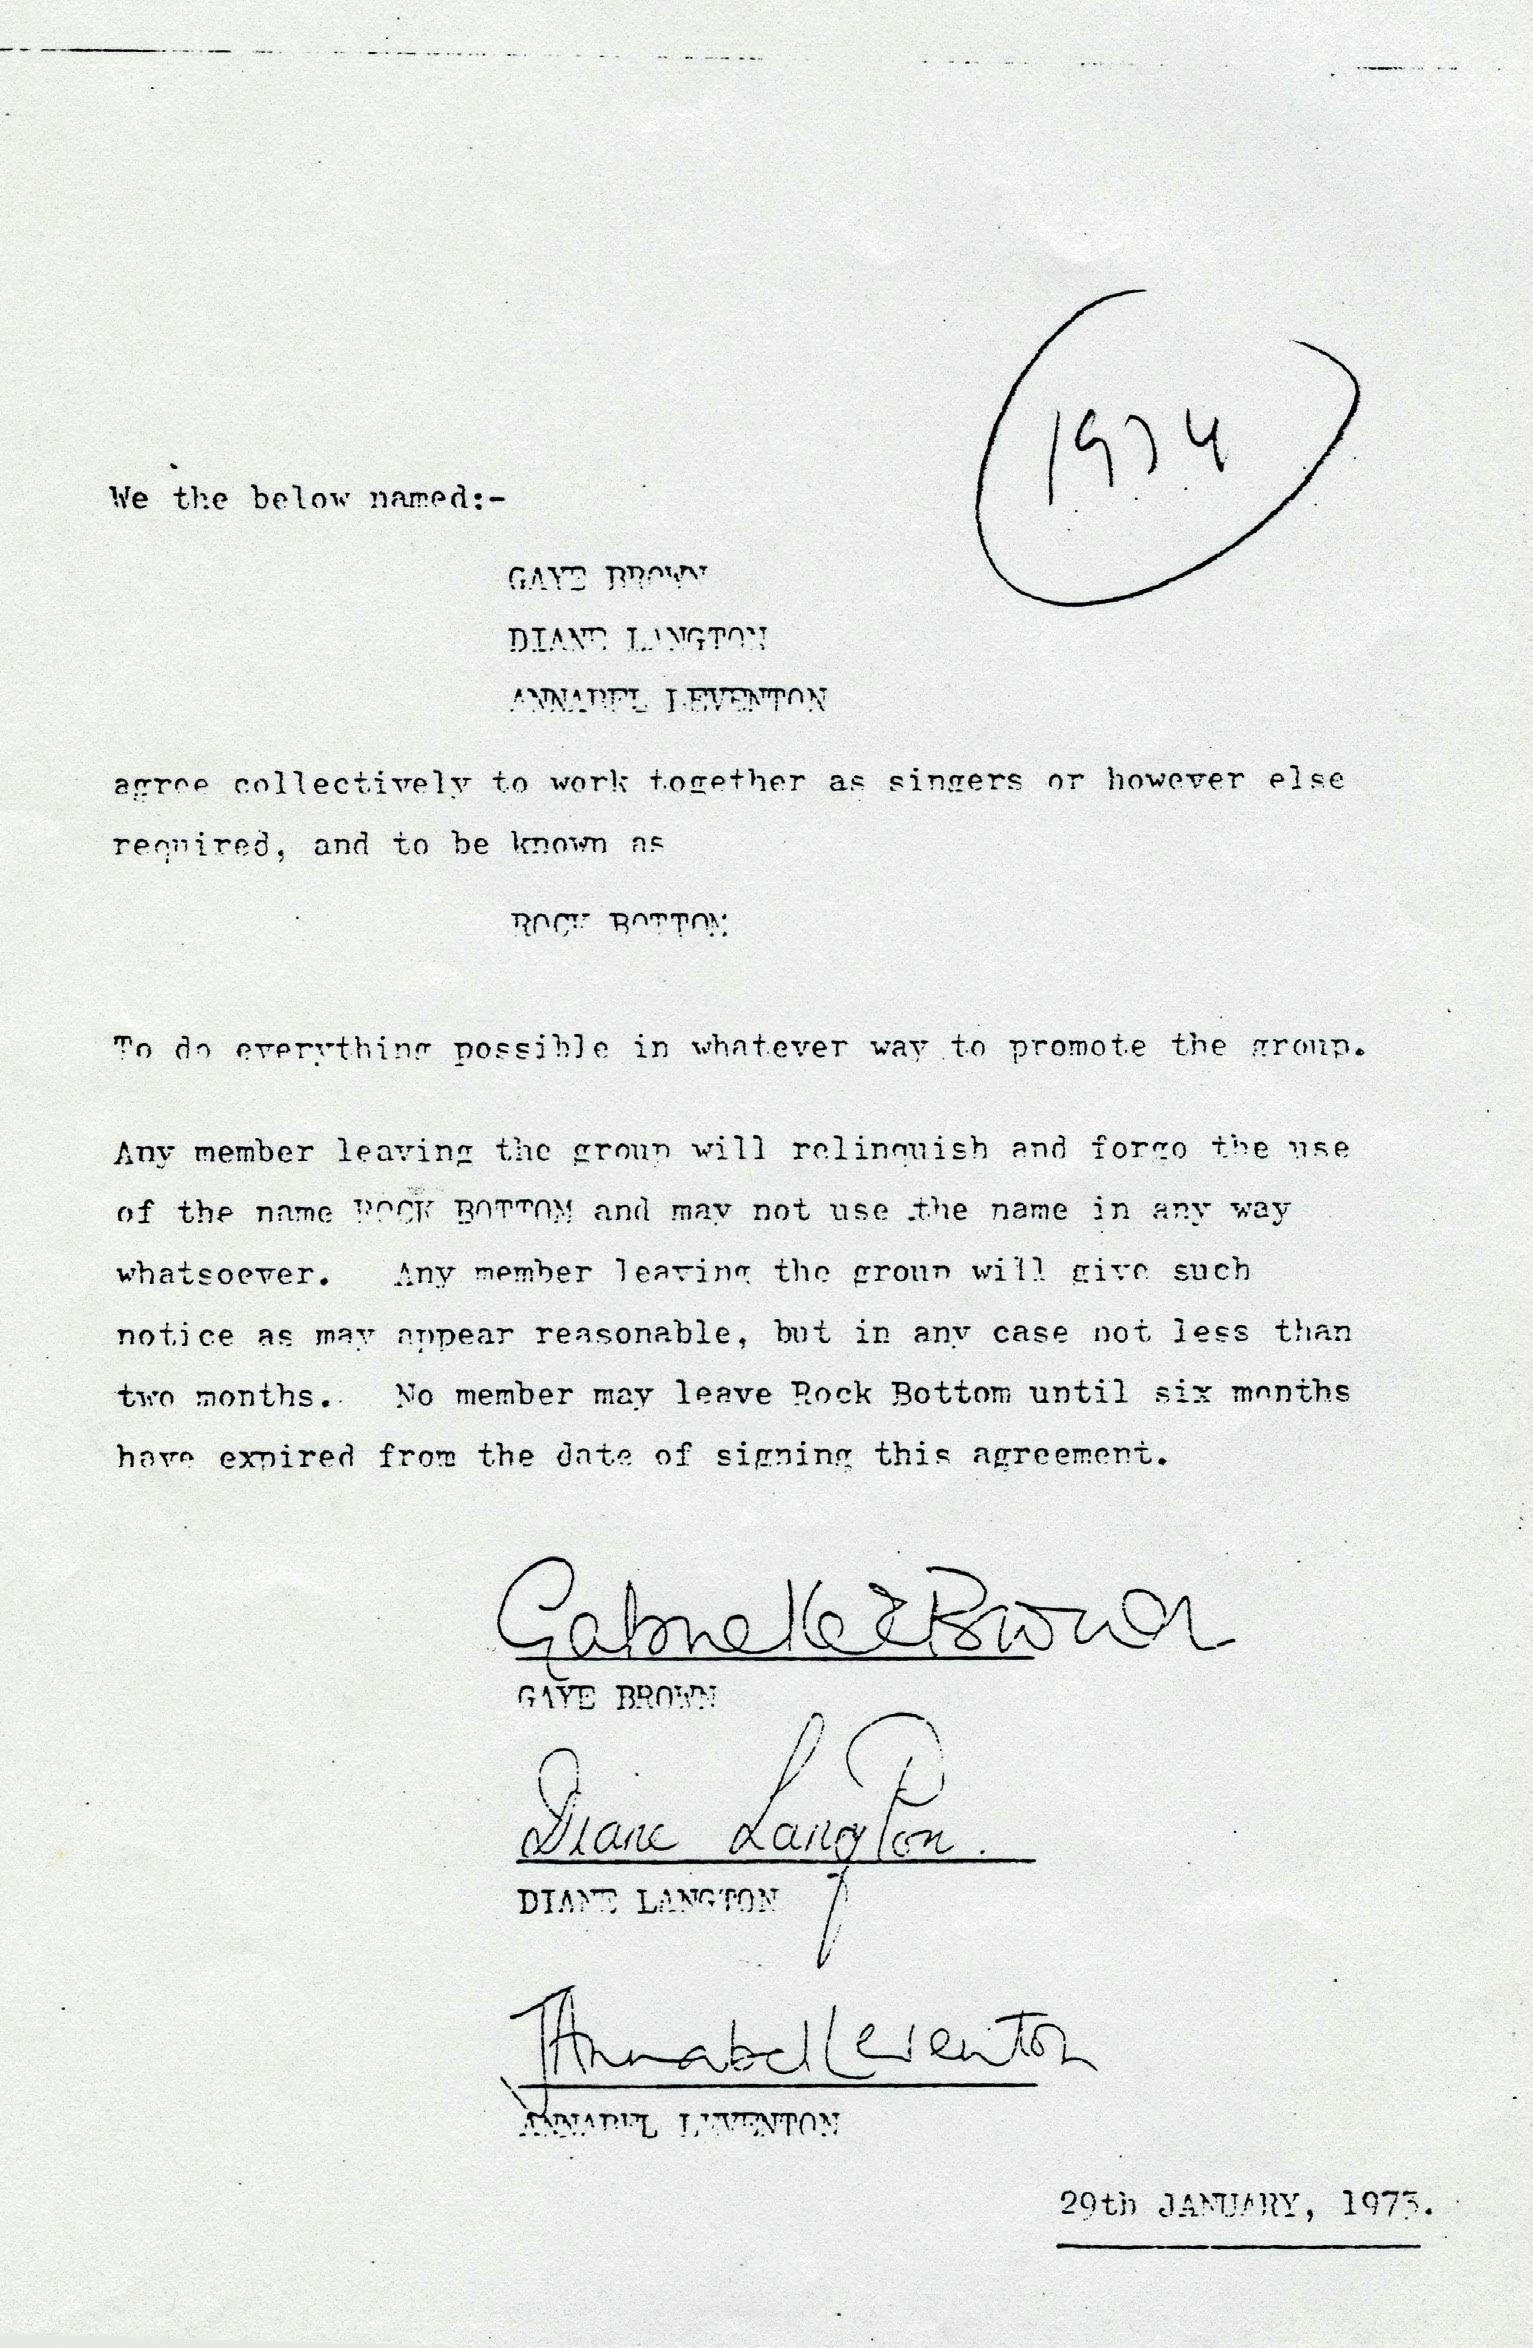 1974
We the below named:-
GAYE BROWN
DIANE LANGTON
ANNABEL LEVENTON
agree collectively to work together as singers or however else
required, and to be known as
ROCK BOTTOM
To do everything possible in whatever way to promote the group.
Any member leaving the group will relinquish and forgo the use
of the name ROCK BOTTOM and may not use the name in any way
whatsoever. Any member leaving the group will give such
notice as may appear reasonable, but in any case not less than
two months. No member may leave Rock Bottom until six months
have expired from the date of signing this agreement.
Gabrielle E Brown
GAYE BROWN
Diane Langton.
DIANE LANGTON
J Annabel Leventon
ANNABEL LEVENTON
29th JANUARY,